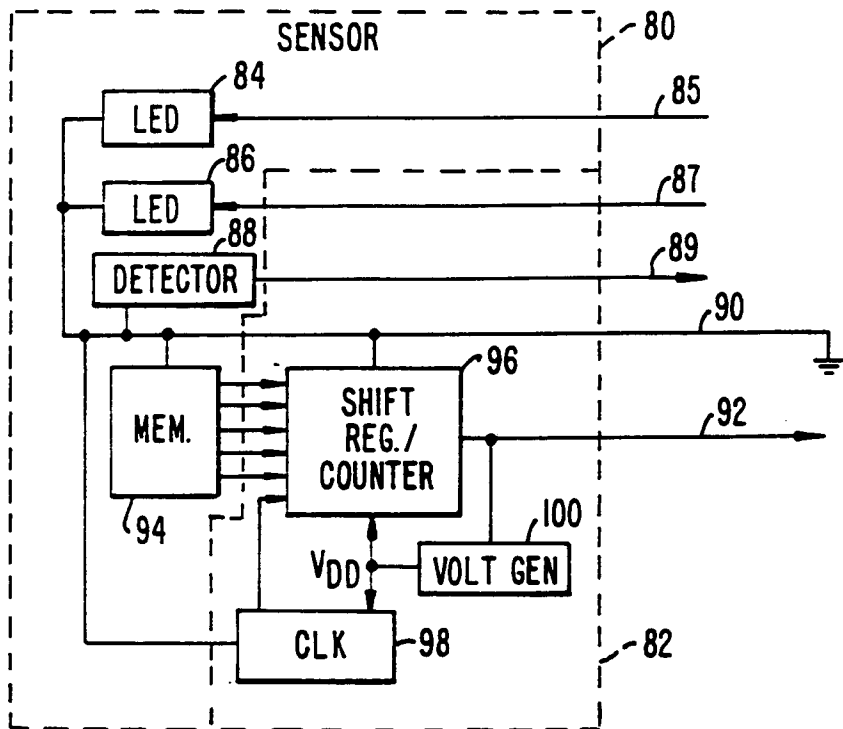 SENSOR
80
84
LED
85
86
LED
87
88
DETECTOR
89
90
96
MEM.
SHIFT
REG./
COUNTER
92
94
100
VDD
VOLT GEN
CLK
98
82